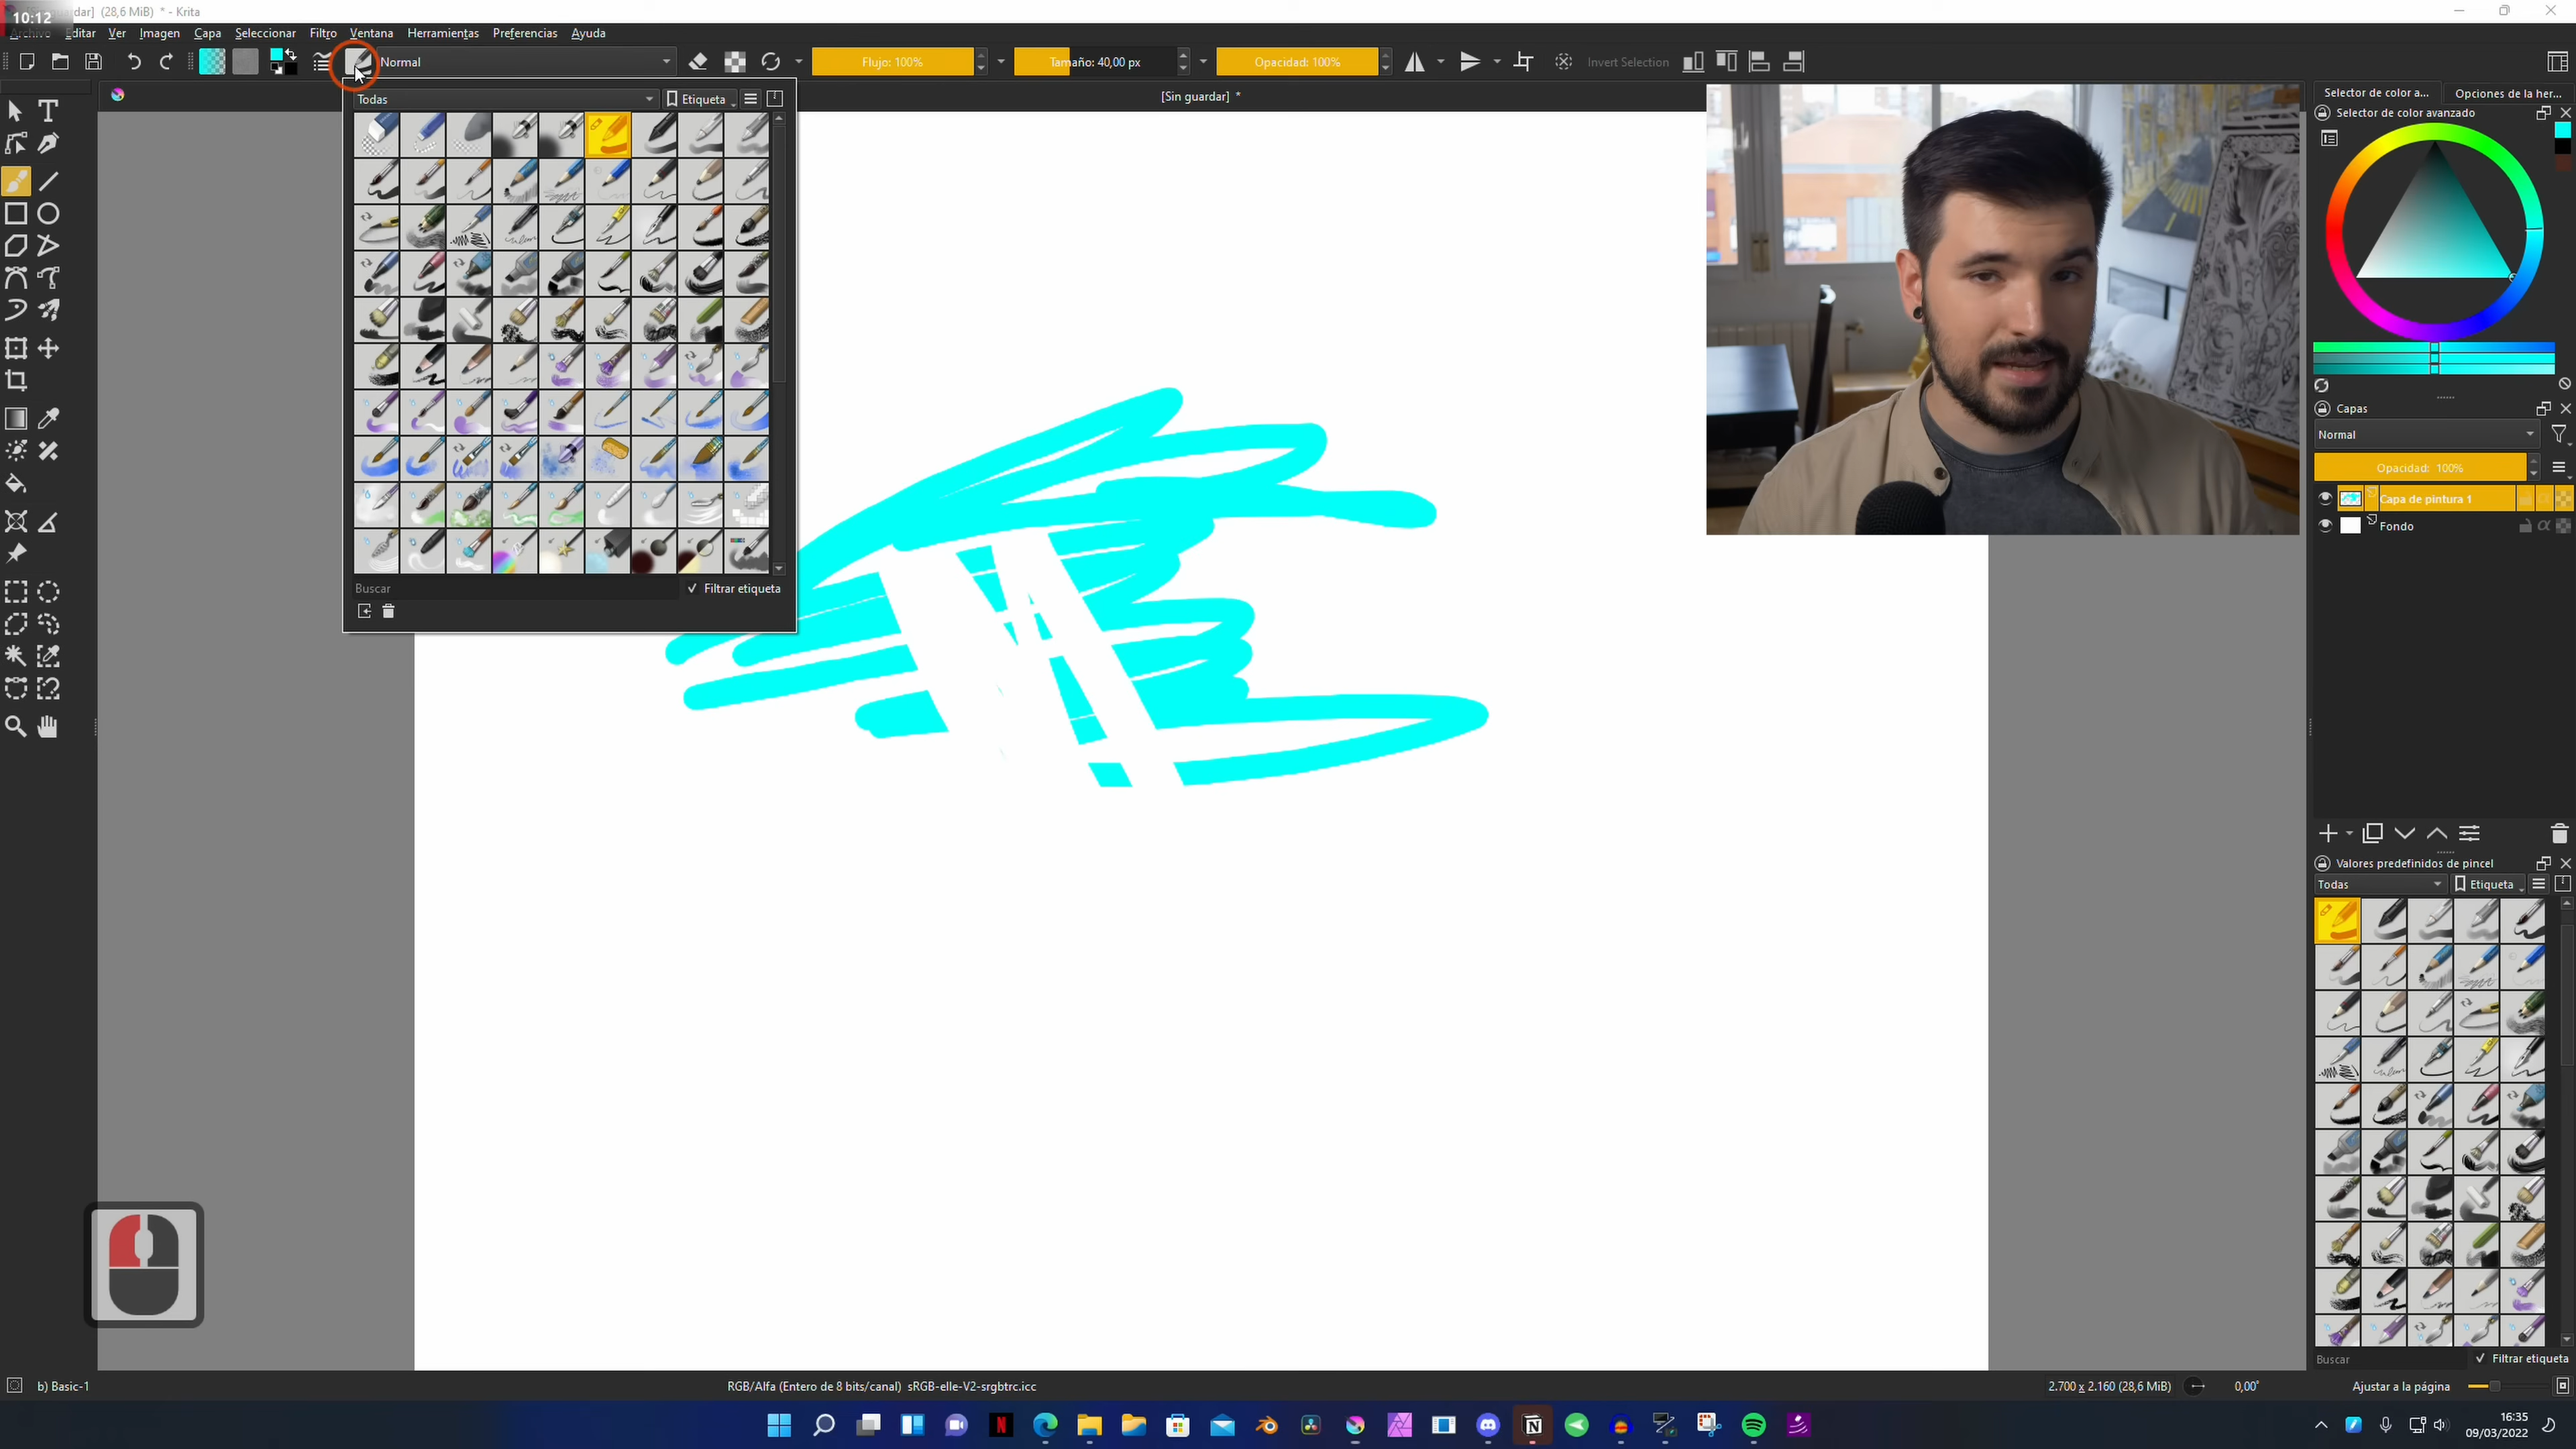 10:12
dar] (28,6 MiB) * - Krita
Archivo Editar Ver Imagen Capa Seleccionar Filtro Ventana Herramientas Preferencias Ayuda
Normal
Flujo: 100%
Tamaño: 40,00 px
Opacidad: 100%
Invert Selection
Todas
Etiqueta
[Sin guardar] *
Selector de color a...
Opciones de la her...
Selector de color avanzado
Capas
Normal
Opacidad: 100%
Capa de pintura 1
Fondo
Buscar
Filtrar etiqueta
Valores predefinidos de pincel
Todas
Etiqueta
Buscar
Filtrar etiqueta
b) Basic-1
RGB/Alfa (Entero de 8 bits/canal) sRGB-elle-V2-srgbtrc.icc
2.700 x 2.160 (28,6 MiB)
0,00°
Ajustar a la página
16:35
09/03/2022